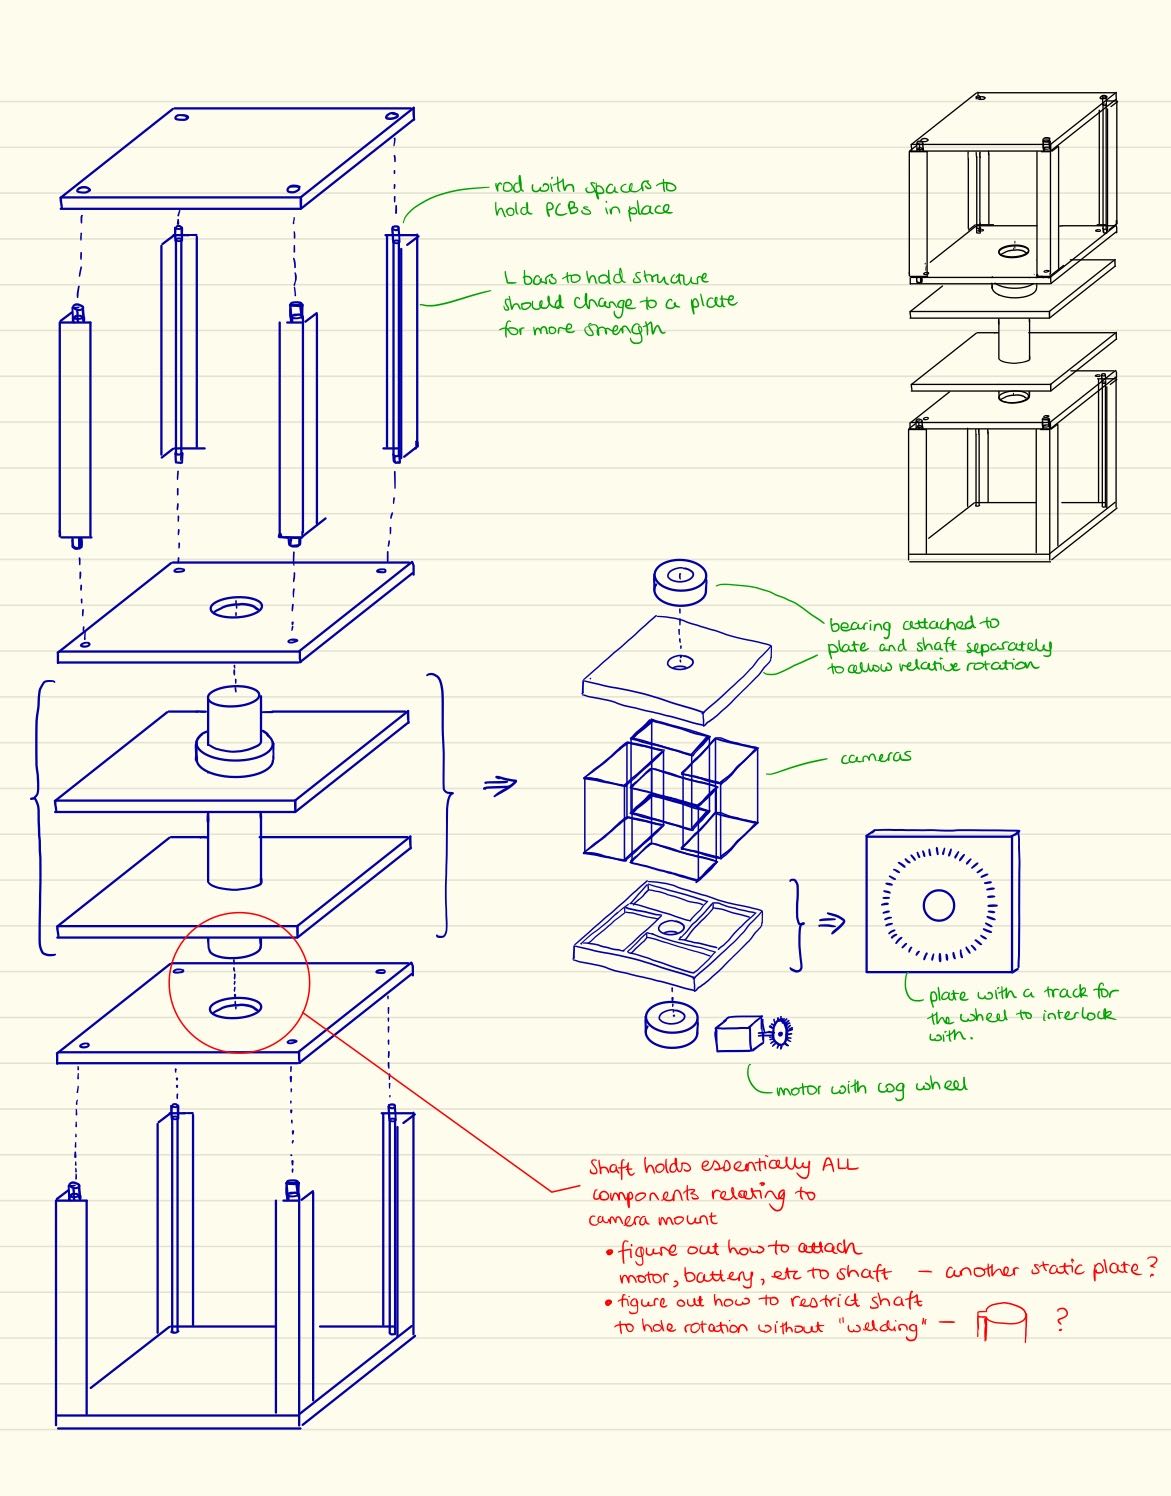 rod with spacers to
hold PCBs in place
L bars to hold structure
should change to a plate
for more strength
bearing attached to
plate and shaft separately
to allow relative rotation
cameras
plate with a track for
the wheel to interlock
with.
motor with cog wheel
Shaft holds essentially ALL
components relating to
camera mount
• figure out how to attach
motor, battery, etc to shaft – another static plate?
• figure out how to restrict shaft
to hole rotation without "welding" – ?